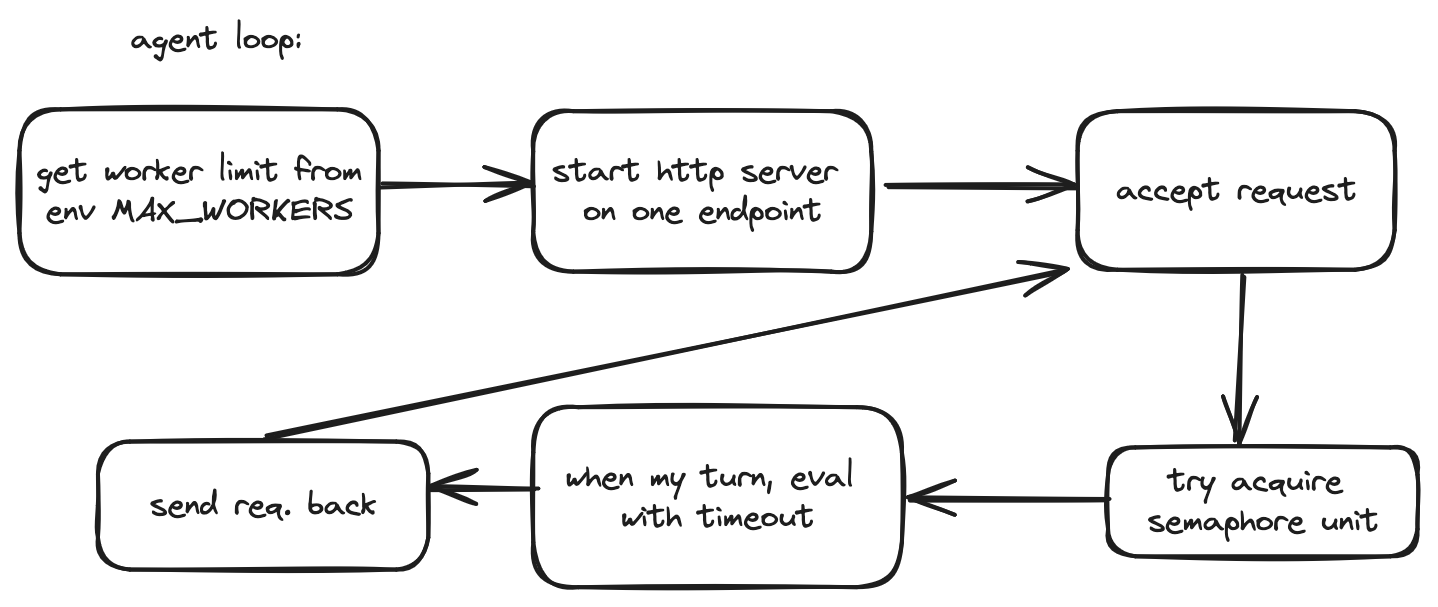 agent loop:
get worker limit from
env MAX_WORKERS
start http server
on one endpoint
accept request
try acquire
semaphore unit
when my turn, eval
with timeout
send req. back